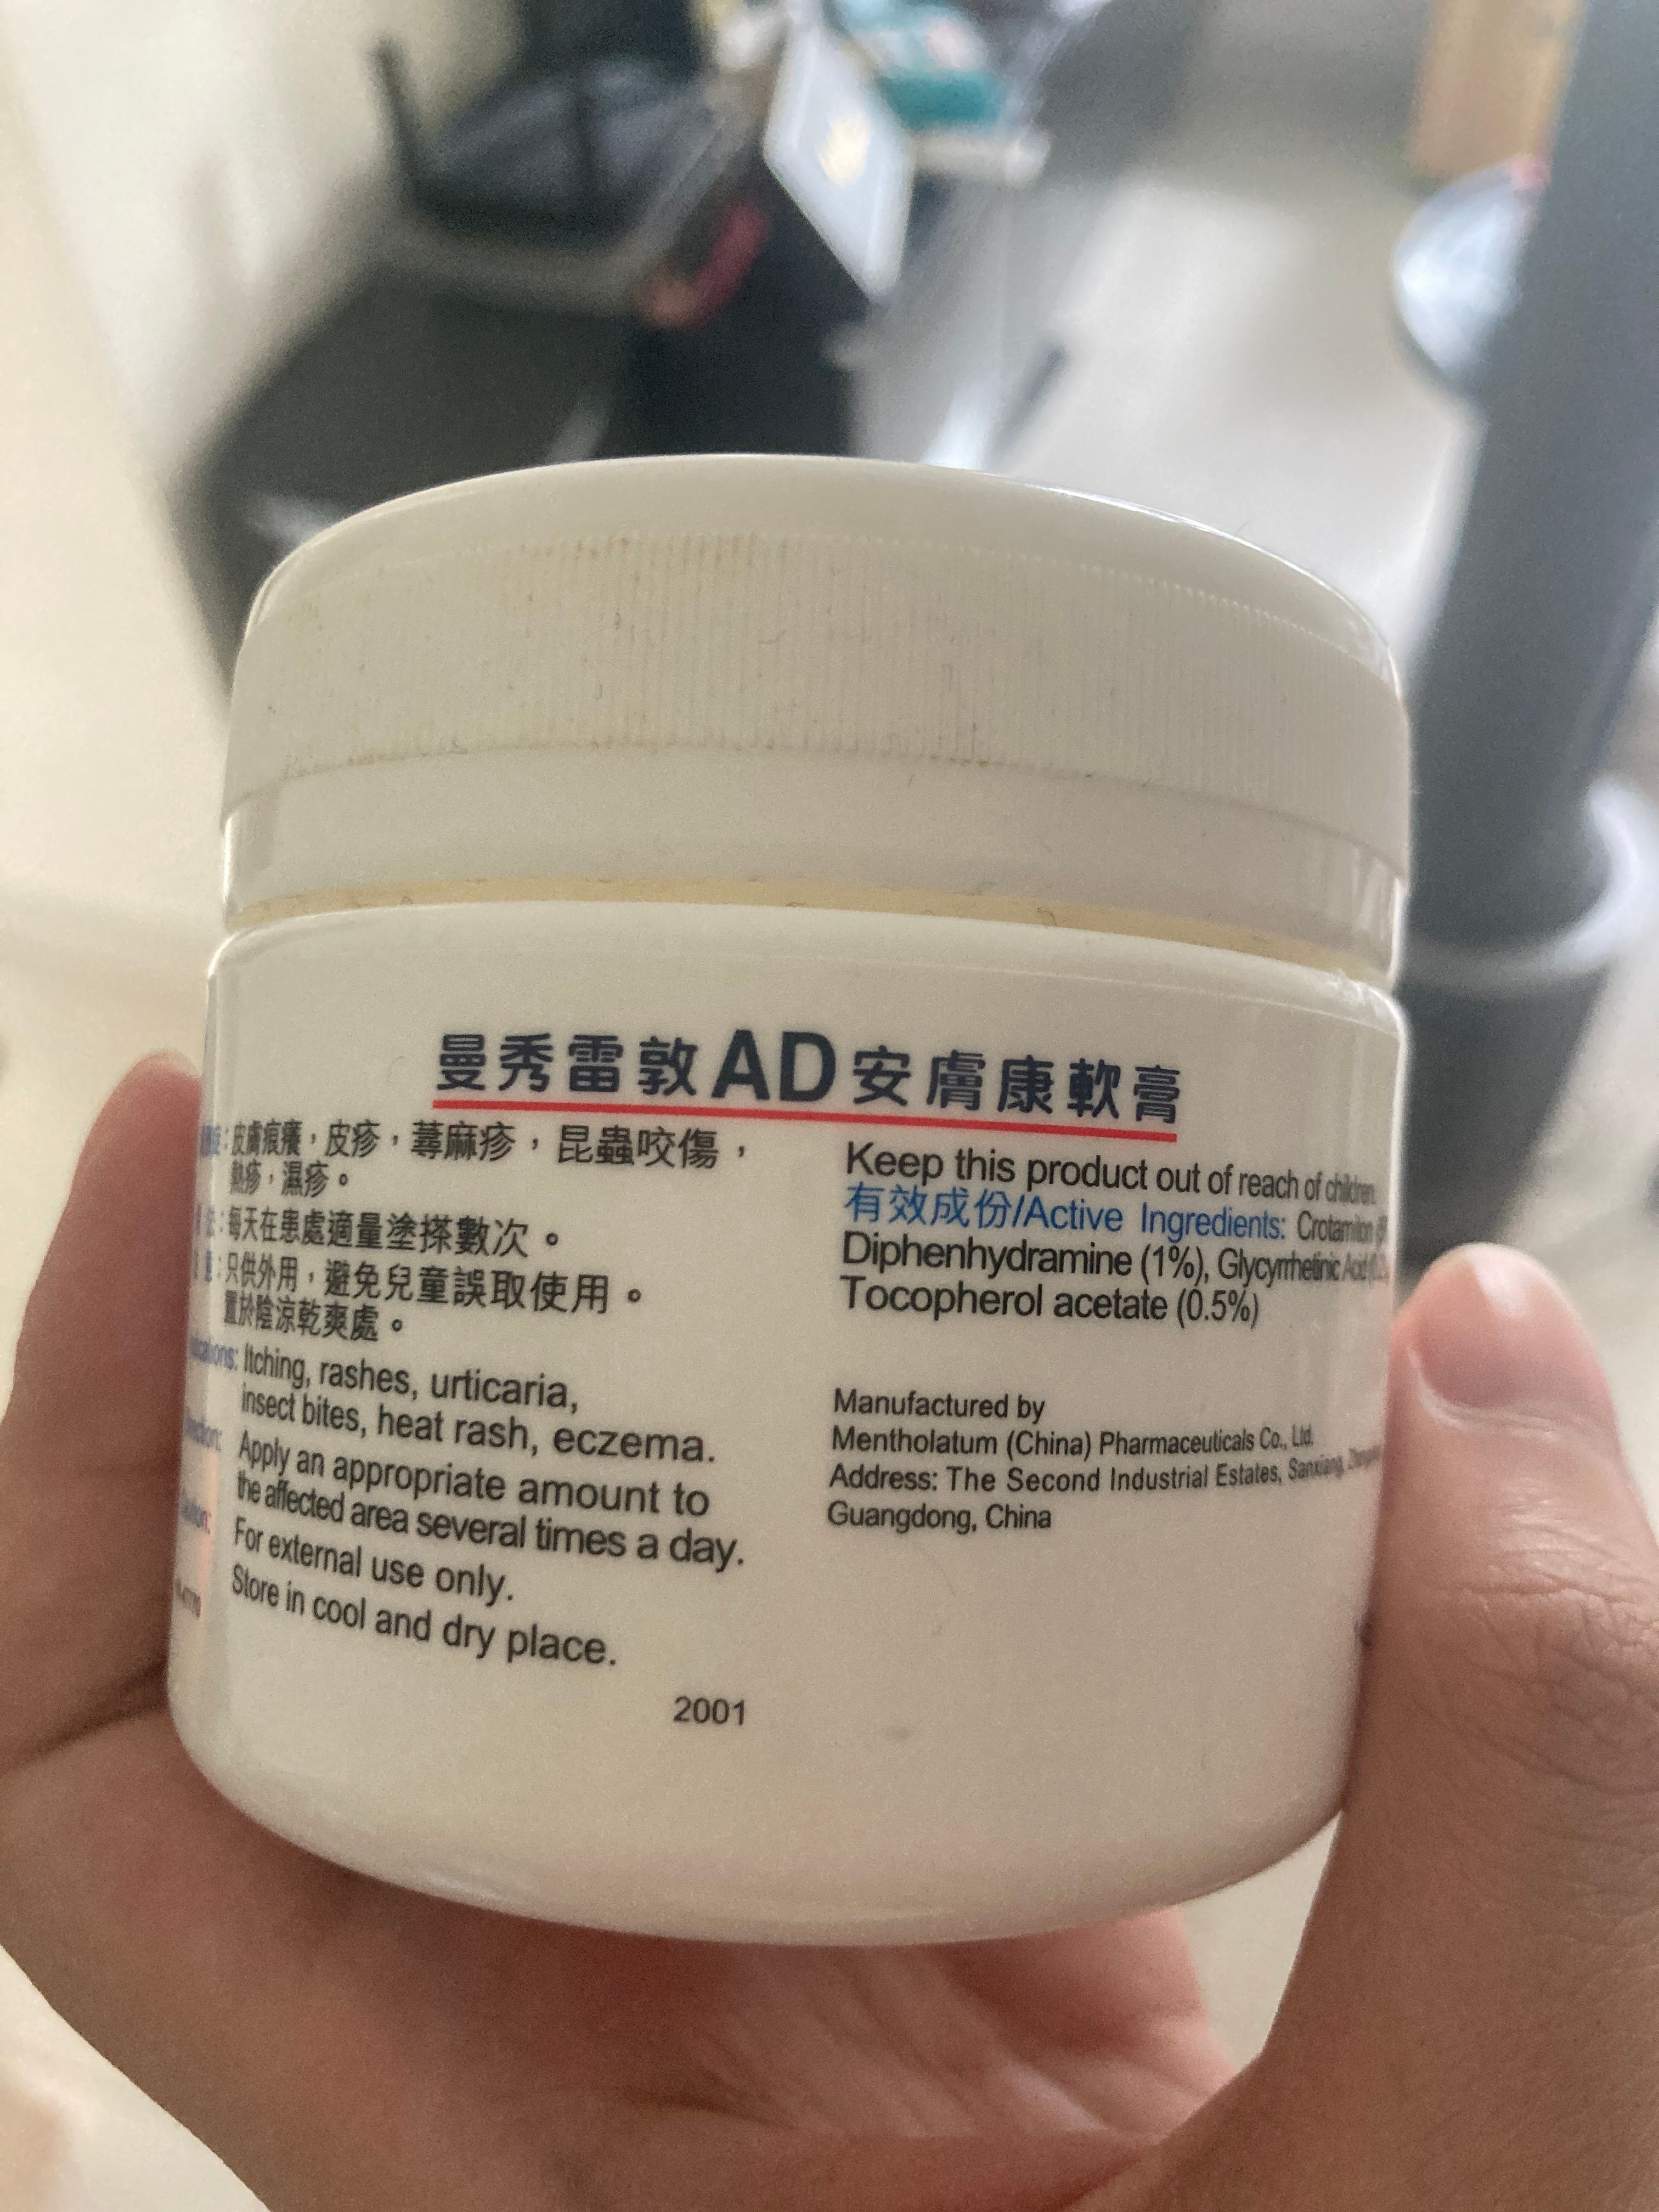 曼秀雷敦AD安膚康軟膏
皮膚痕癢，皮疹，蕁麻疹，昆蟲咬傷，
熱疹，濕疹。
每天在患處適量塗搽數次。
只供外用，避免兒童誤取使用。
置於陰涼乾爽處。
Itching, rashes, urticaria,
insect bites, heat rash, eczema.
Apply an appropriate amount to
the affected area several times a day.
For external use only.
Store in cool and dry place.
2001
Keep this product out of reach of children.
有效成份/Active Ingredients: Crotamiton
Diphenhydramine (1%), Glycyrrhetinic Acid
Tocopherol acetate (0.5%)
Manufactured by
Mentholatum (China) Pharmaceuticals Co., Ltd.
Address: The Second Industrial Estates, Sanxiang,
Guangdong, China